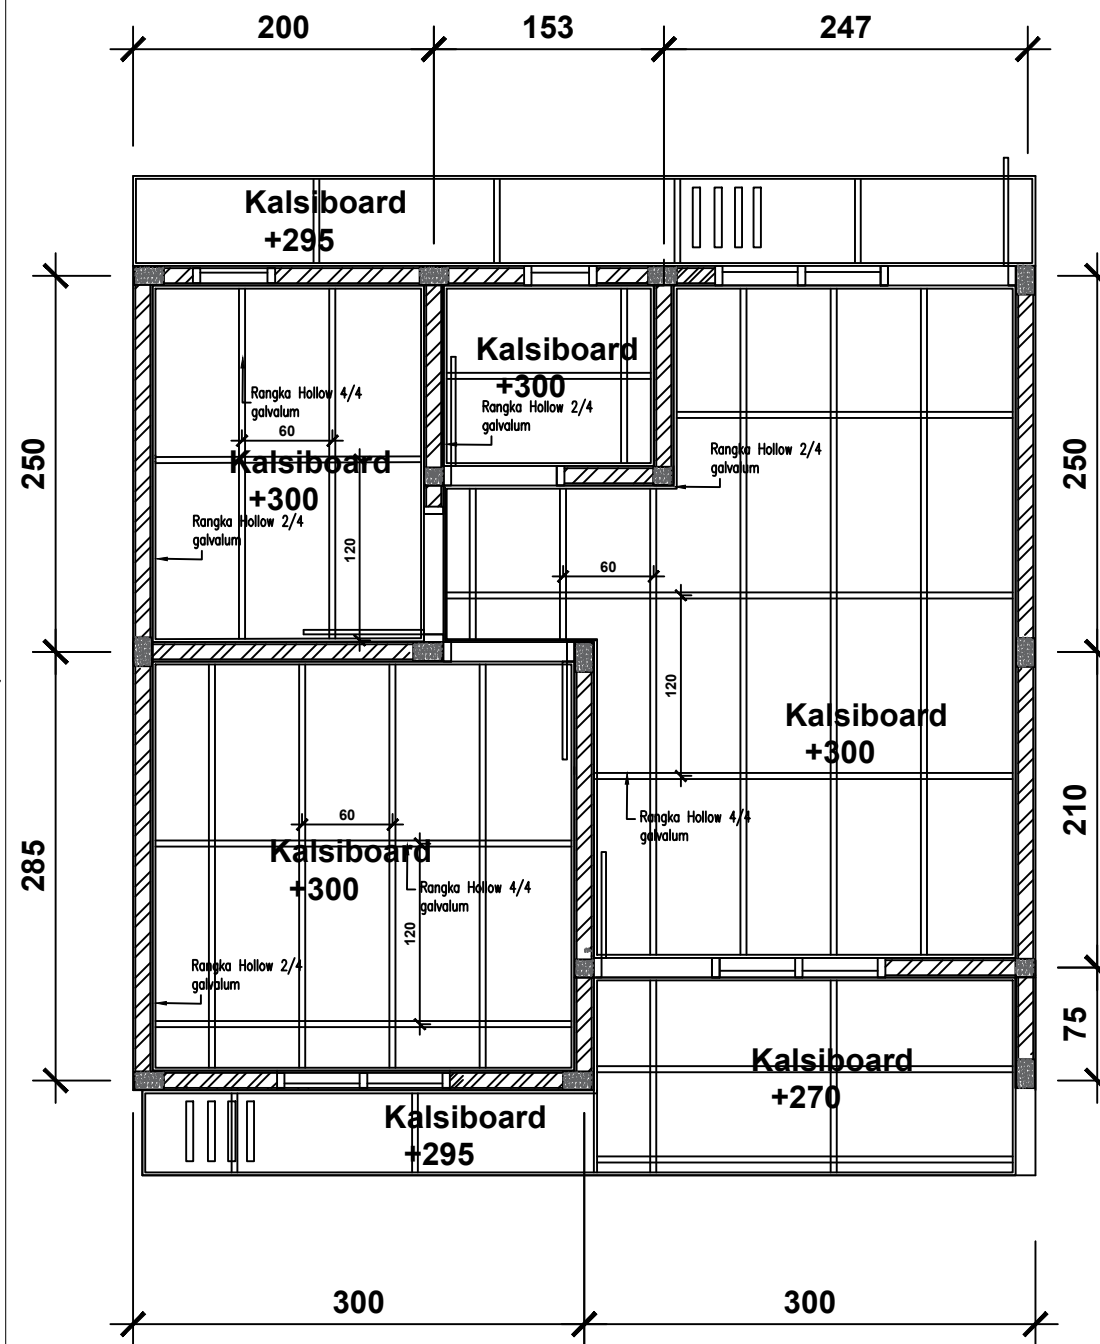 200
153
247
Kalsiboard
+295
Kalsiboard
+300
Rangka Hollow 4/4
galvalum
Rangka Hollow 2/4
galvalum
60
250
Kalsiboard
+300
Rangka Hollow 2/4
galvalum
250
Rangka Hollow 2/4
galvalum
120
60
120
Kalsiboard
+300
Rangka Hollow 4/4
galvalum
210
60
285
Kalsiboard
+300
Rangka Hollow 4/4
galvalum
120
Rangka Hollow 2/4
galvalum
75
Kalsiboard
+270
Kalsiboard
+295
300
300